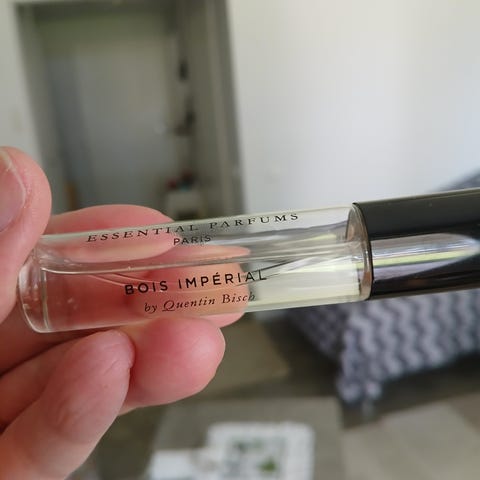 ESSENTIAL PARFUMS
PARIS
BOIS IMPÉRIAL
by Quentin Bisch